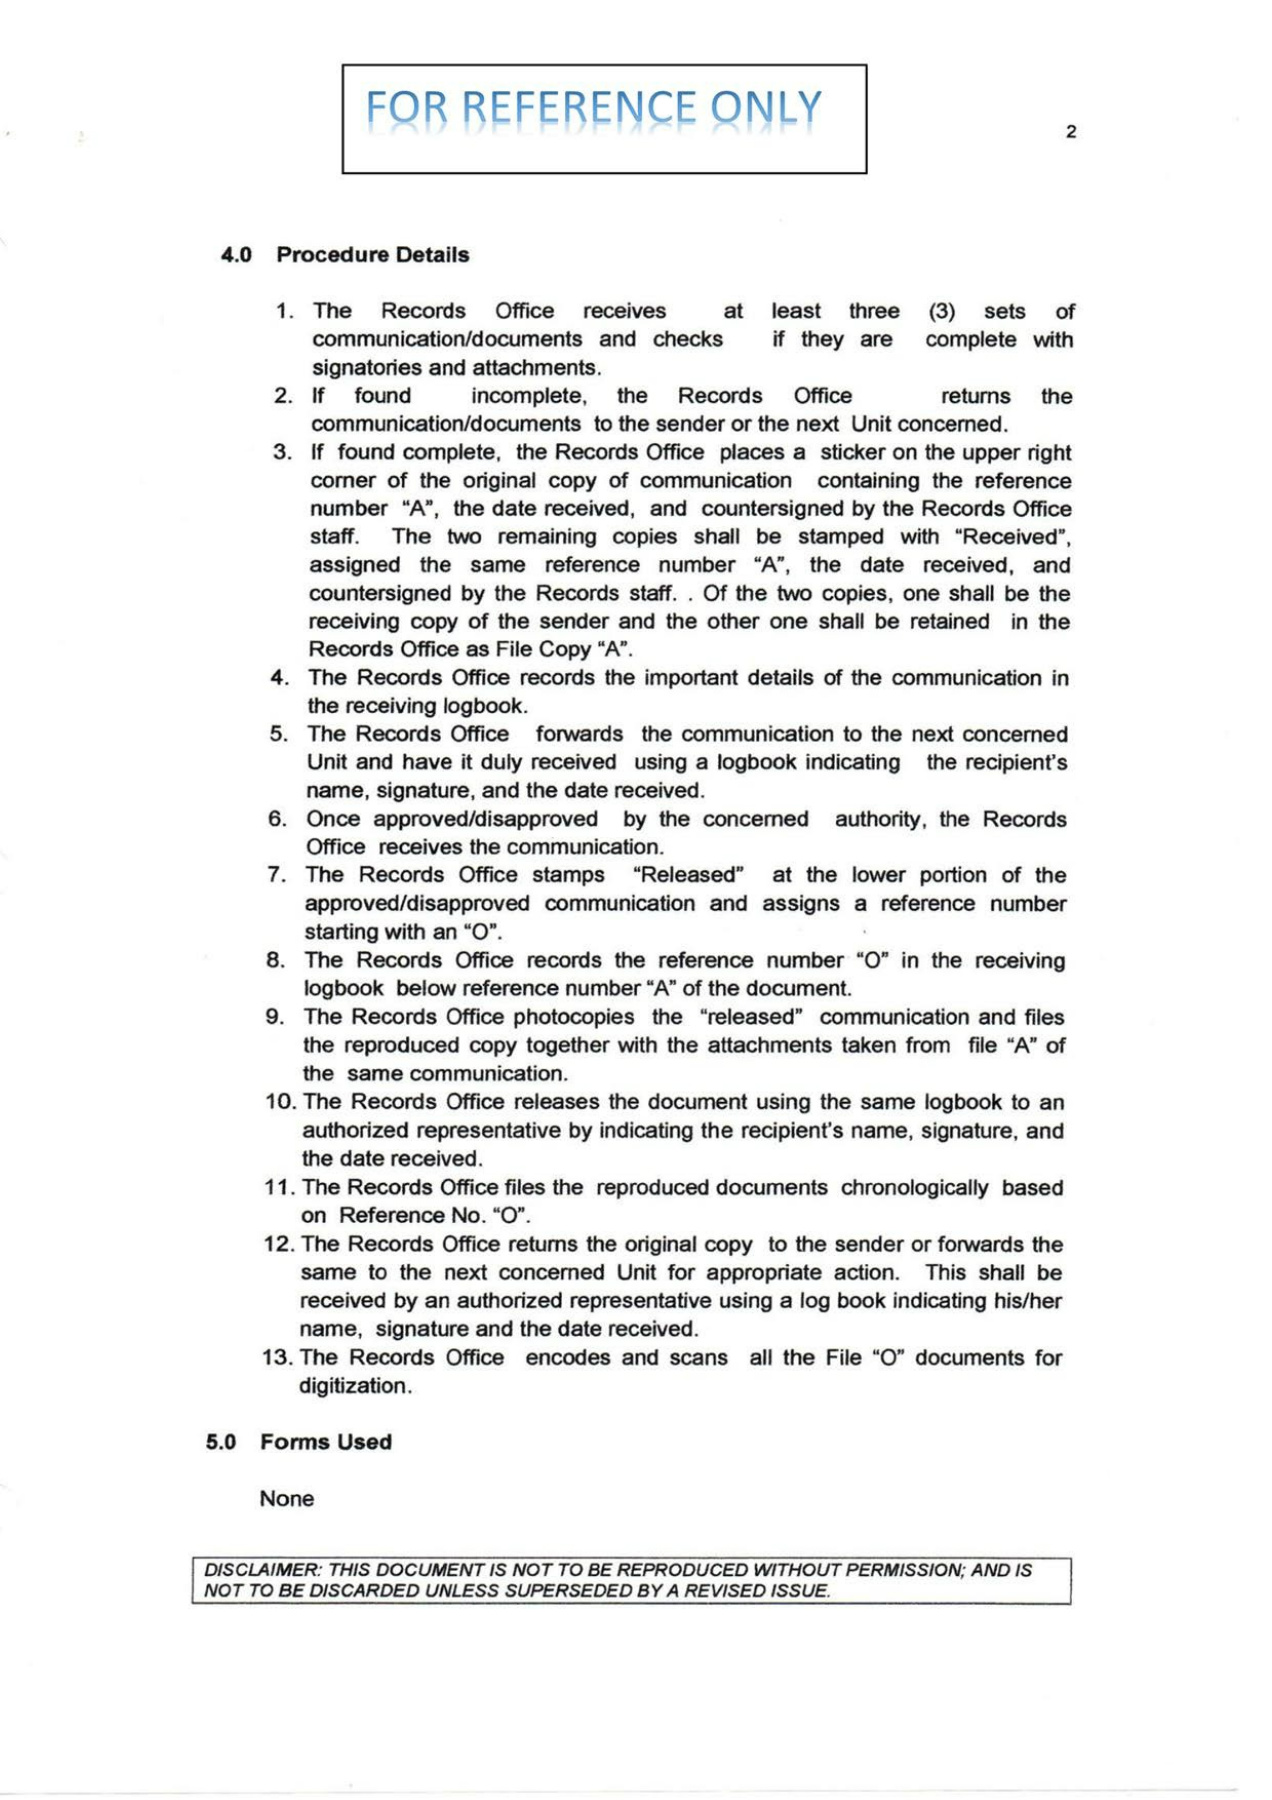 FOR REFERENCE ONLY
2
4.0 Procedure Details
1. The Records Office receives at least three (3) sets of
communication/documents and checks if they are complete with
signatories and attachments.
2. If found incomplete, the Records Office returns the
communication/documents to the sender or the next Unit concerned.
3. If found complete, the Records Office places a sticker on the upper right
corner of the original copy of communication containing the reference
number “A”, the date received, and countersigned by the Records Office
staff. The two remaining copies shall be stamped with “Received”,
assigned the same reference number “A”, the date received, and
countersigned by the Records staff. . Of the two copies, one shall be the
receiving copy of the sender and the other one shall be retained in the
Records Office as File Copy “A”.
4. The Records Office records the important details of the communication in
the receiving logbook.
5. The Records Office forwards the communication to the next concerned
Unit and have it duly received using a logbook indicating the recipient's
name, signature, and the date received.
6. Once approved/disapproved by the concerned authority, the Records
Office receives the communication.
7. The Records Office stamps “Released” at the lower portion of the
approved/disapproved communication and assigns a reference number
starting with an “O”.
8. The Records Office records the reference number “O” in the receiving
logbook below reference number “A” of the document.
9. The Records Office photocopies the “released” communication and files
the reproduced copy together with the attachments taken from file “A” of
the same communication.
10. The Records Office releases the document using the same logbook to an
authorized representative by indicating the recipient's name, signature, and
the date received.
11. The Records Office files the reproduced documents chronologically based
on Reference No. “O”.
12. The Records Office returns the original copy to the sender or forwards the
same to the next concerned Unit for appropriate action. This shall be
received by an authorized representative using a log book indicating his/her
name, signature and the date received.
13. The Records Office encodes and scans all the File “O” documents for
digitization.
5.0 Forms Used
None
DISCLAIMER: THIS DOCUMENT IS NOT TO BE REPRODUCED WITHOUT PERMISSION; AND IS
NOT TO BE DISCARDED UNLESS SUPERSEDED BY A REVISED ISSUE.